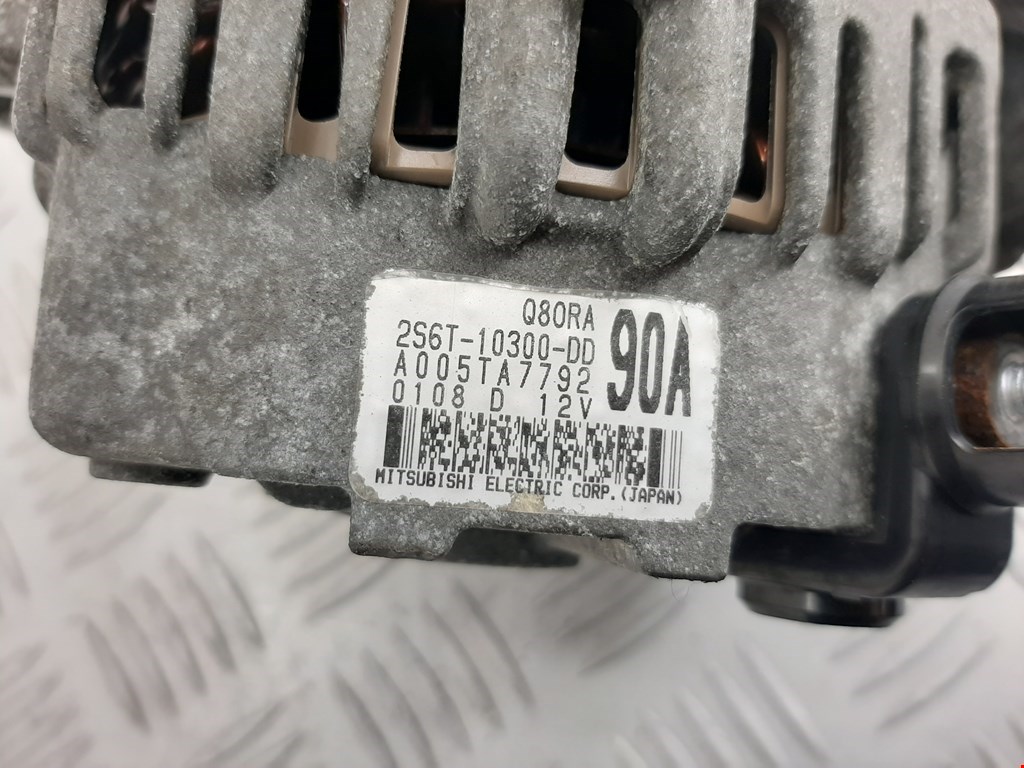 Q80RA
2S6T-10300-DD
90A
A005TA7792
0108 D 12V
MITSUBISHI ELECTRIC CORP.(JAPAN)